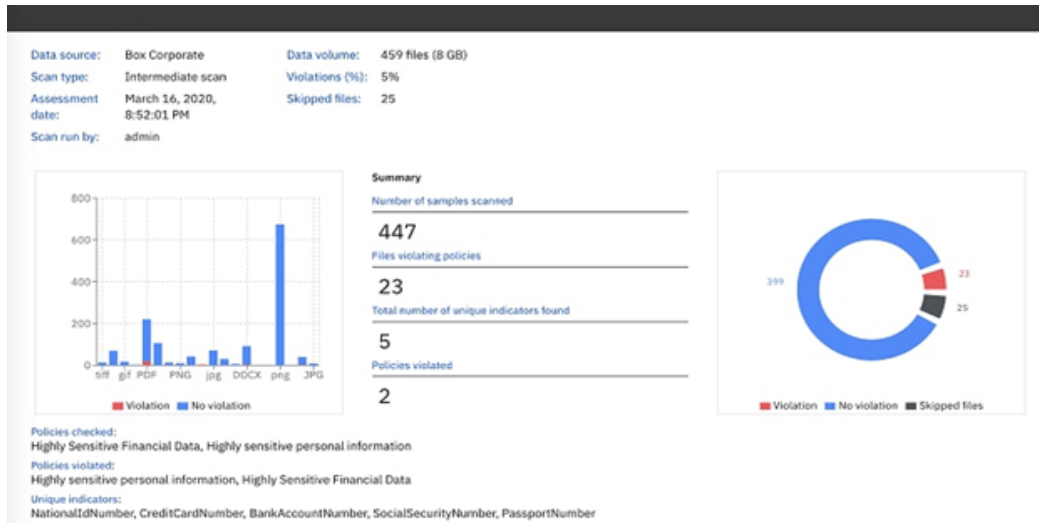 Data source: Box Corporate Data volume: 459 files (8 GB)
Scan type: Intermediate scan Violations (%): 5%
Assessment date: March 16, 2020, 8:52:01 PM Skipped files: 25
Scan run by: admin
800
600
400
200
0
tiff gif PDF PNG jpg DOCX png JPG
Violation No violation
Summary
Number of samples scanned
447
Files violating policies
23
Total number of unique indicators found
5
Policies violated
2
399
23
25
Violation No violation Skipped files
Policies checked:
Highly Sensitive Financial Data, Highly sensitive personal information
Policies violated:
Highly sensitive personal information, Highly Sensitive Financial Data
Unique indicators:
NationalIdNumber, CreditCardNumber, BankAccountNumber, SocialSecurityNumber, PassportNumber